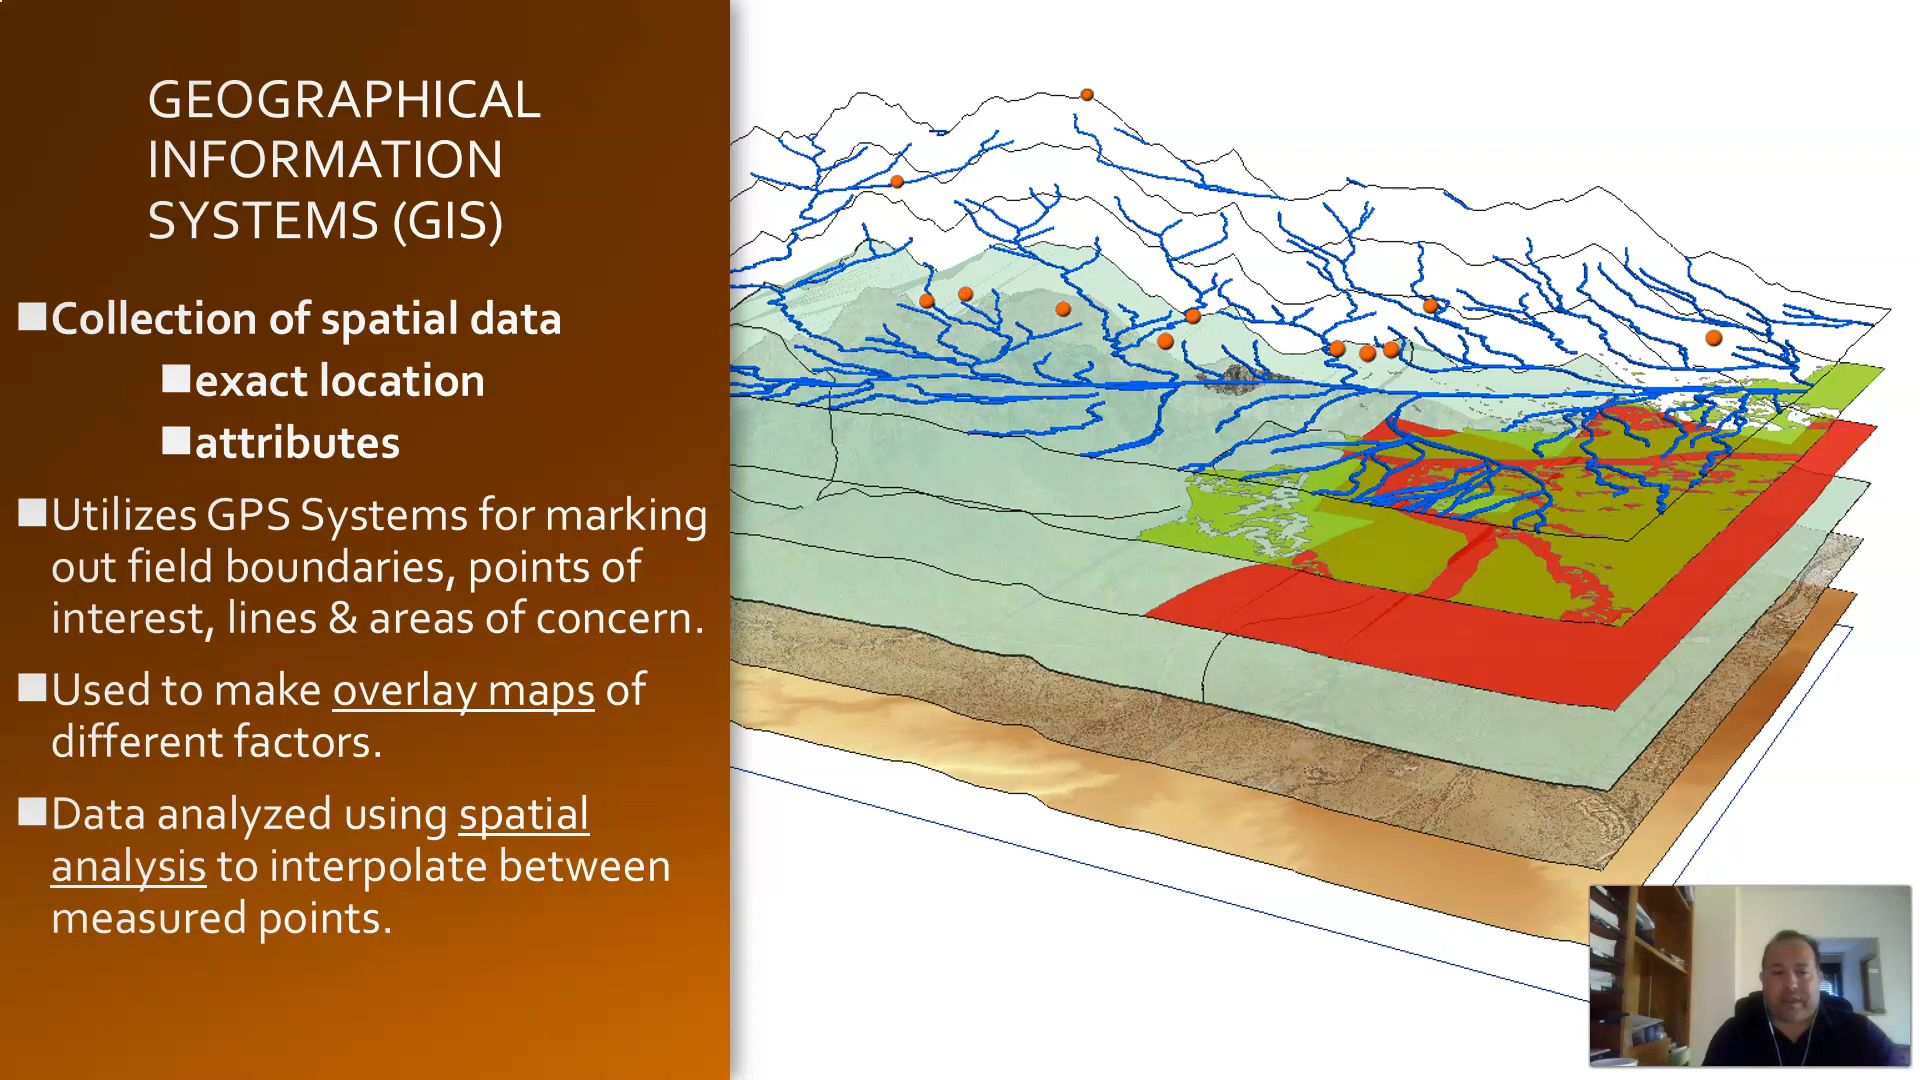 GEOGRAPHICAL
INFORMATION
SYSTEMS (GIS)
Collection of spatial data
exact location
attributes
Utilizes GPS Systems for marking
out field boundaries, points of
interest, lines & areas of concern.
Used to make overlay maps of
different factors.
Data analyzed using spatial
analysis to interpolate between
measured points.